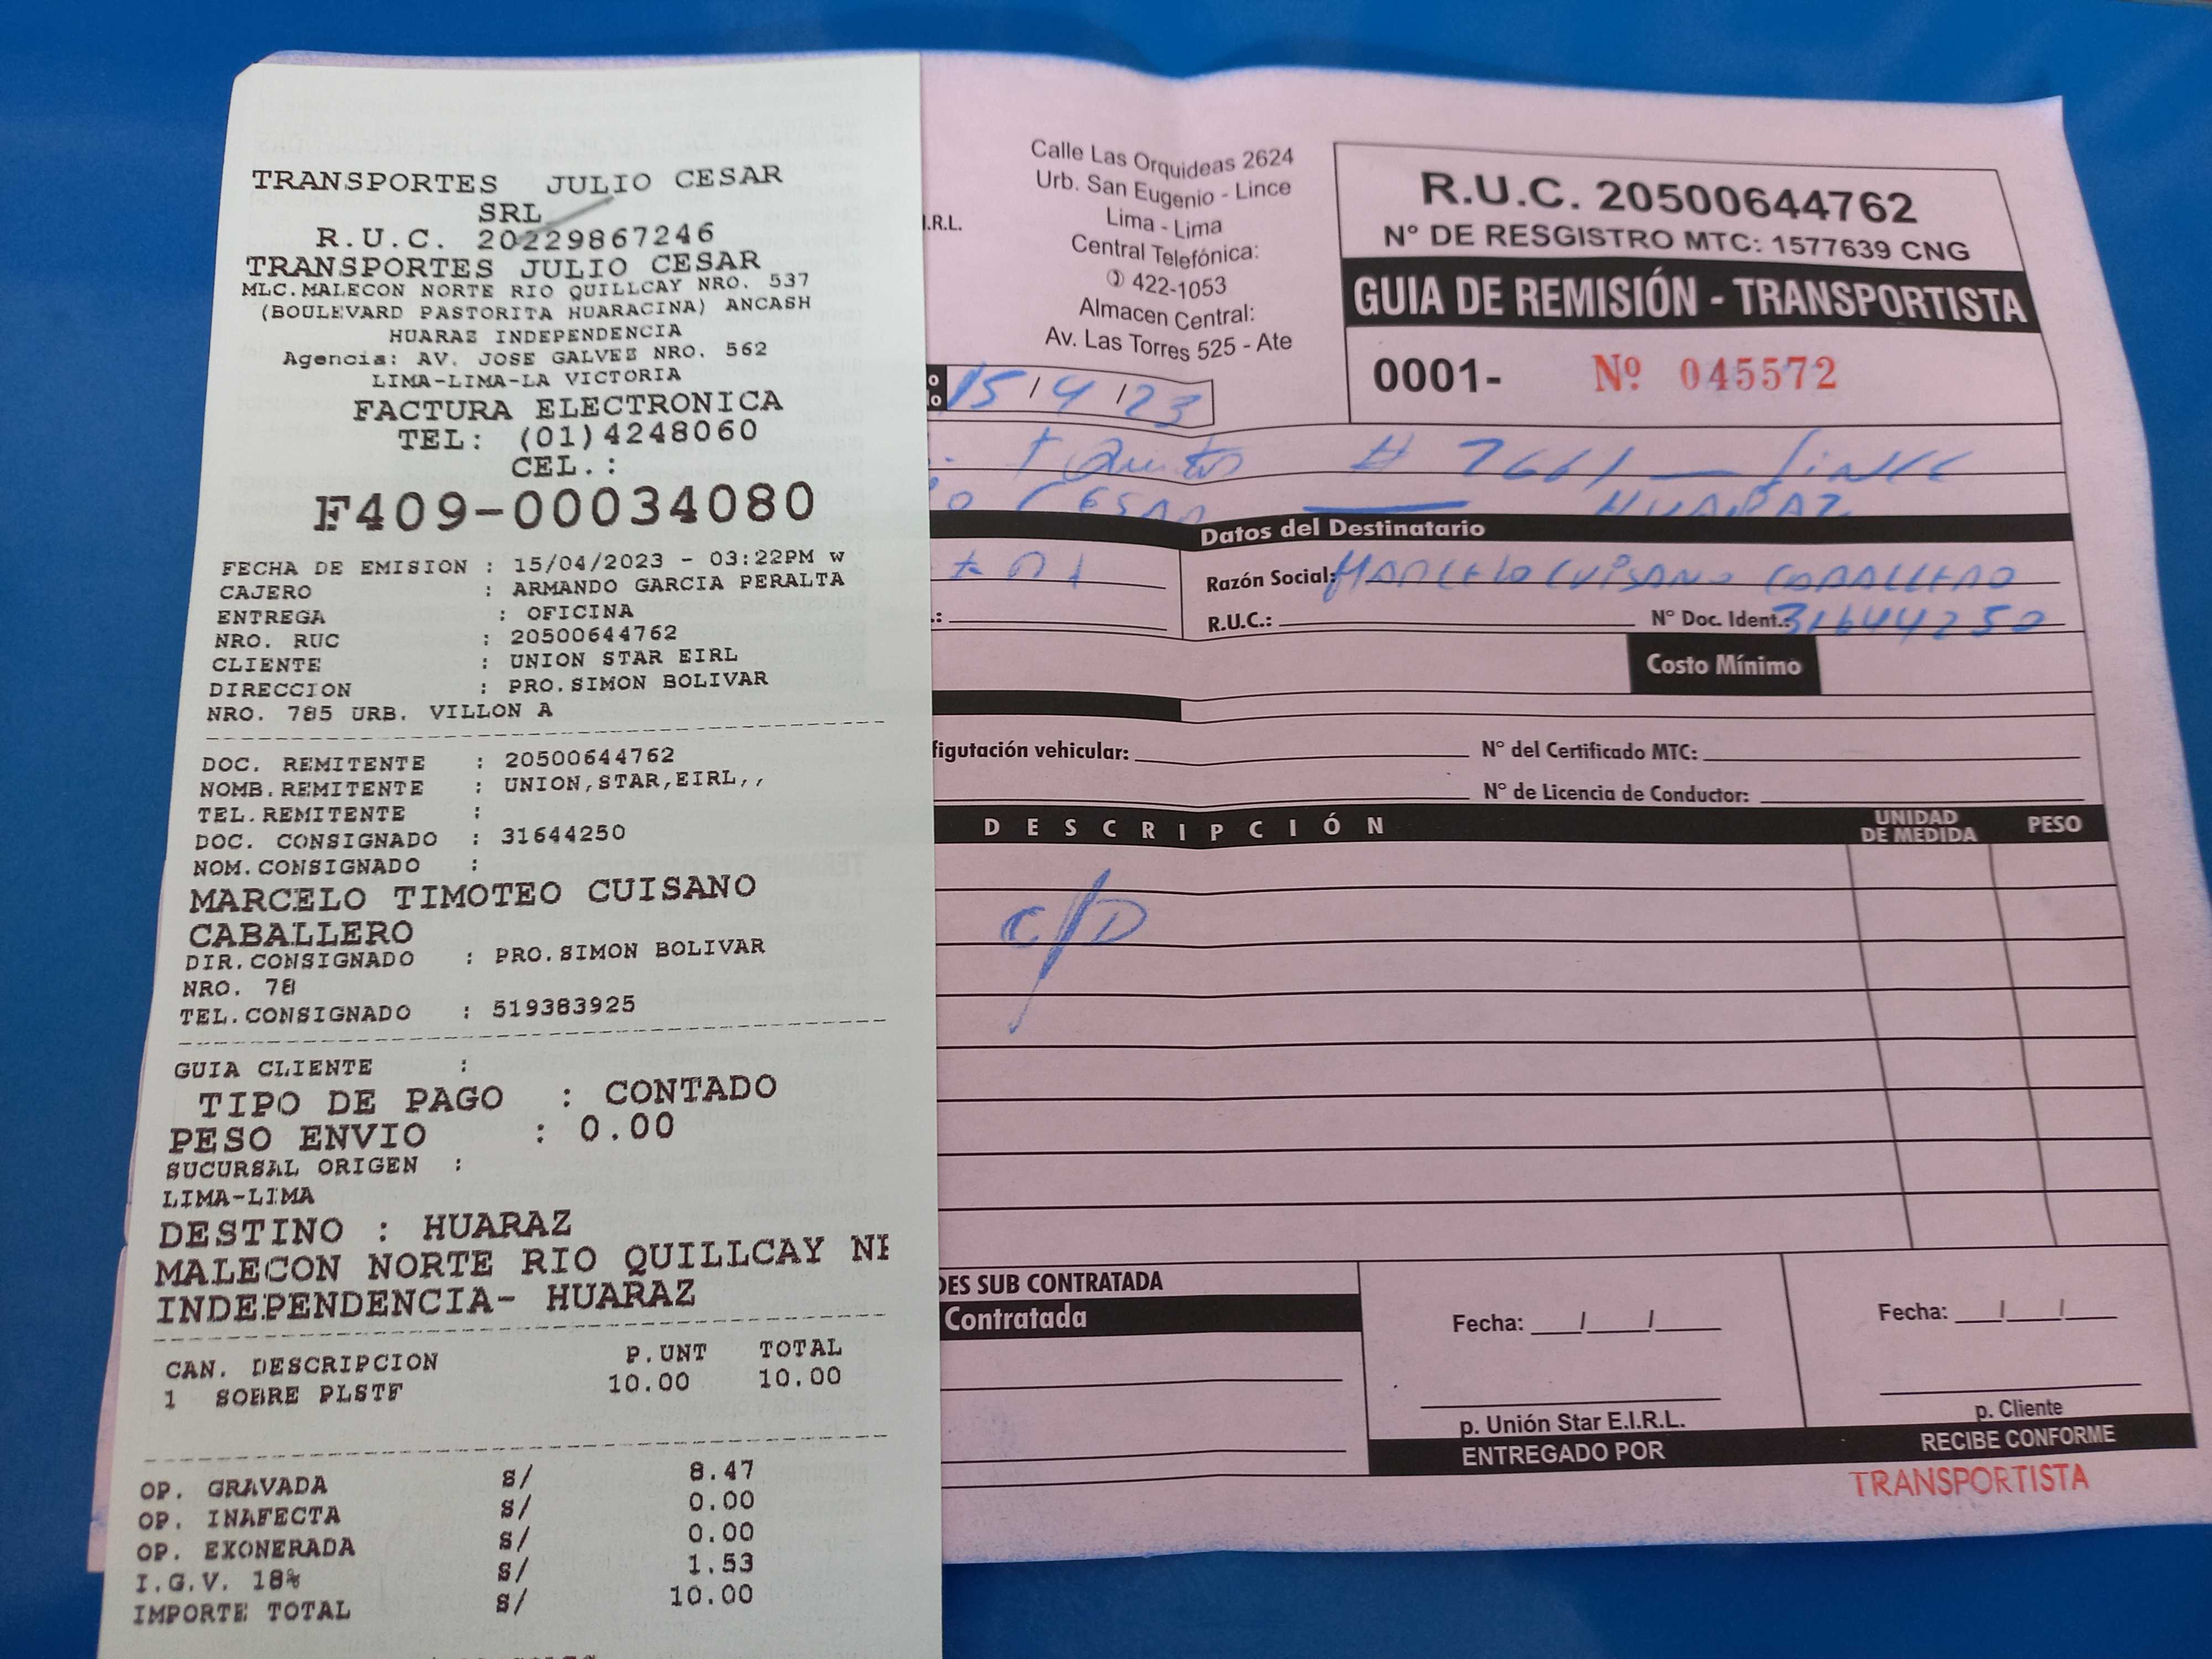 TRANSPORTES JULIO CESAR
SRL
R.U.C. 20229867246
TRANSPORTES JULIO CESAR
MLC.MALECON NORTE RIO QUILLCAY NRO. 537
(BOULEVARD PASTORITA HUARACINA) ANCASH
HUARAZ INDEPENDENCIA
Agencia: AV. JOSE GALVEZ NRO. 562
LIMA-LIMA-LA VICTORIA
FACTURA ELECTRONICA
TEL: (01)4248060
CEL.:
F409-00034080
FECHA DE EMISION : 15/04/2023 - 03:22PM w
CAJERO : ARMANDO GARCIA PERALTA
ENTREGA : OFICINA
NRO. RUC : 20500644762
CLIENTE : UNION STAR EIRL
DIRECCION : PRO.SIMON BOLIVAR
NRO. 785 URB. VILLON A
DOC. REMITENTE : 20500644762
NOMB.REMITENTE : UNION,STAR,EIRL,,
TEL.REMITENTE :
DOC. CONSIGNADO : 31644250
NOM.CONSIGNADO :
MARCELO TIMOTEO CUISANO
CABALLERO
DIR.CONSIGNADO : PRO.SIMON BOLIVAR
NRO. 78
TEL.CONSIGNADO : 519383925
GUIA CLIENTE :
TIPO DE PAGO : CONTADO
PESO ENVIO : 0.00
SUCURSAL ORIGEN :
LIMA-LIMA
DESTINO : HUARAZ
MALECON NORTE RIO QUILLCAY
INDEPENDENCIA- HUARAZ
CAN. DESCRIPCION P.UNT TOTAL
1 SOBRE PLSTF 10.00 10.00
OP. GRAVADA S/ 8.47
OP. INAFECTA S/ 0.00
OP. EXONERADA S/ 0.00
I.G.V. 18% S/ 1.53
IMPORTE TOTAL S/ 10.00
I.R.L.
Calle Las Orquideas 2624
Urb. San Eugenio - Lince
Lima - Lima
Central Telefónica:
✆ 422-1053
Almacen Central:
Av. Las Torres 525 - Ate
R.U.C. 20500644762
N° DE RESGISTRO MTC: 1577639 CNG
GUIA DE REMISIÓN - TRANSPORTISTA
0001- Nº 045572
15/4/23
# 2661 — Lince
CESAR — HUARAZ
Datos del Destinatario
Razón Social: MARCELO CUISANO CABALLERO
R.U.C.: N° Doc. Ident.: 31644250
Costo Mínimo
figutación vehicular: N° del Certificado MTC:
N° de Licencia de Conductor:
DESCRIPCIÓN UNIDAD DE MEDIDA PESO
C/D
DES SUB CONTRATADA
Contratada
Fecha: / /
p. Unión Star E.I.R.L.
ENTREGADO POR
Fecha: / /
p. Cliente
RECIBE CONFORME
TRANSPORTISTA